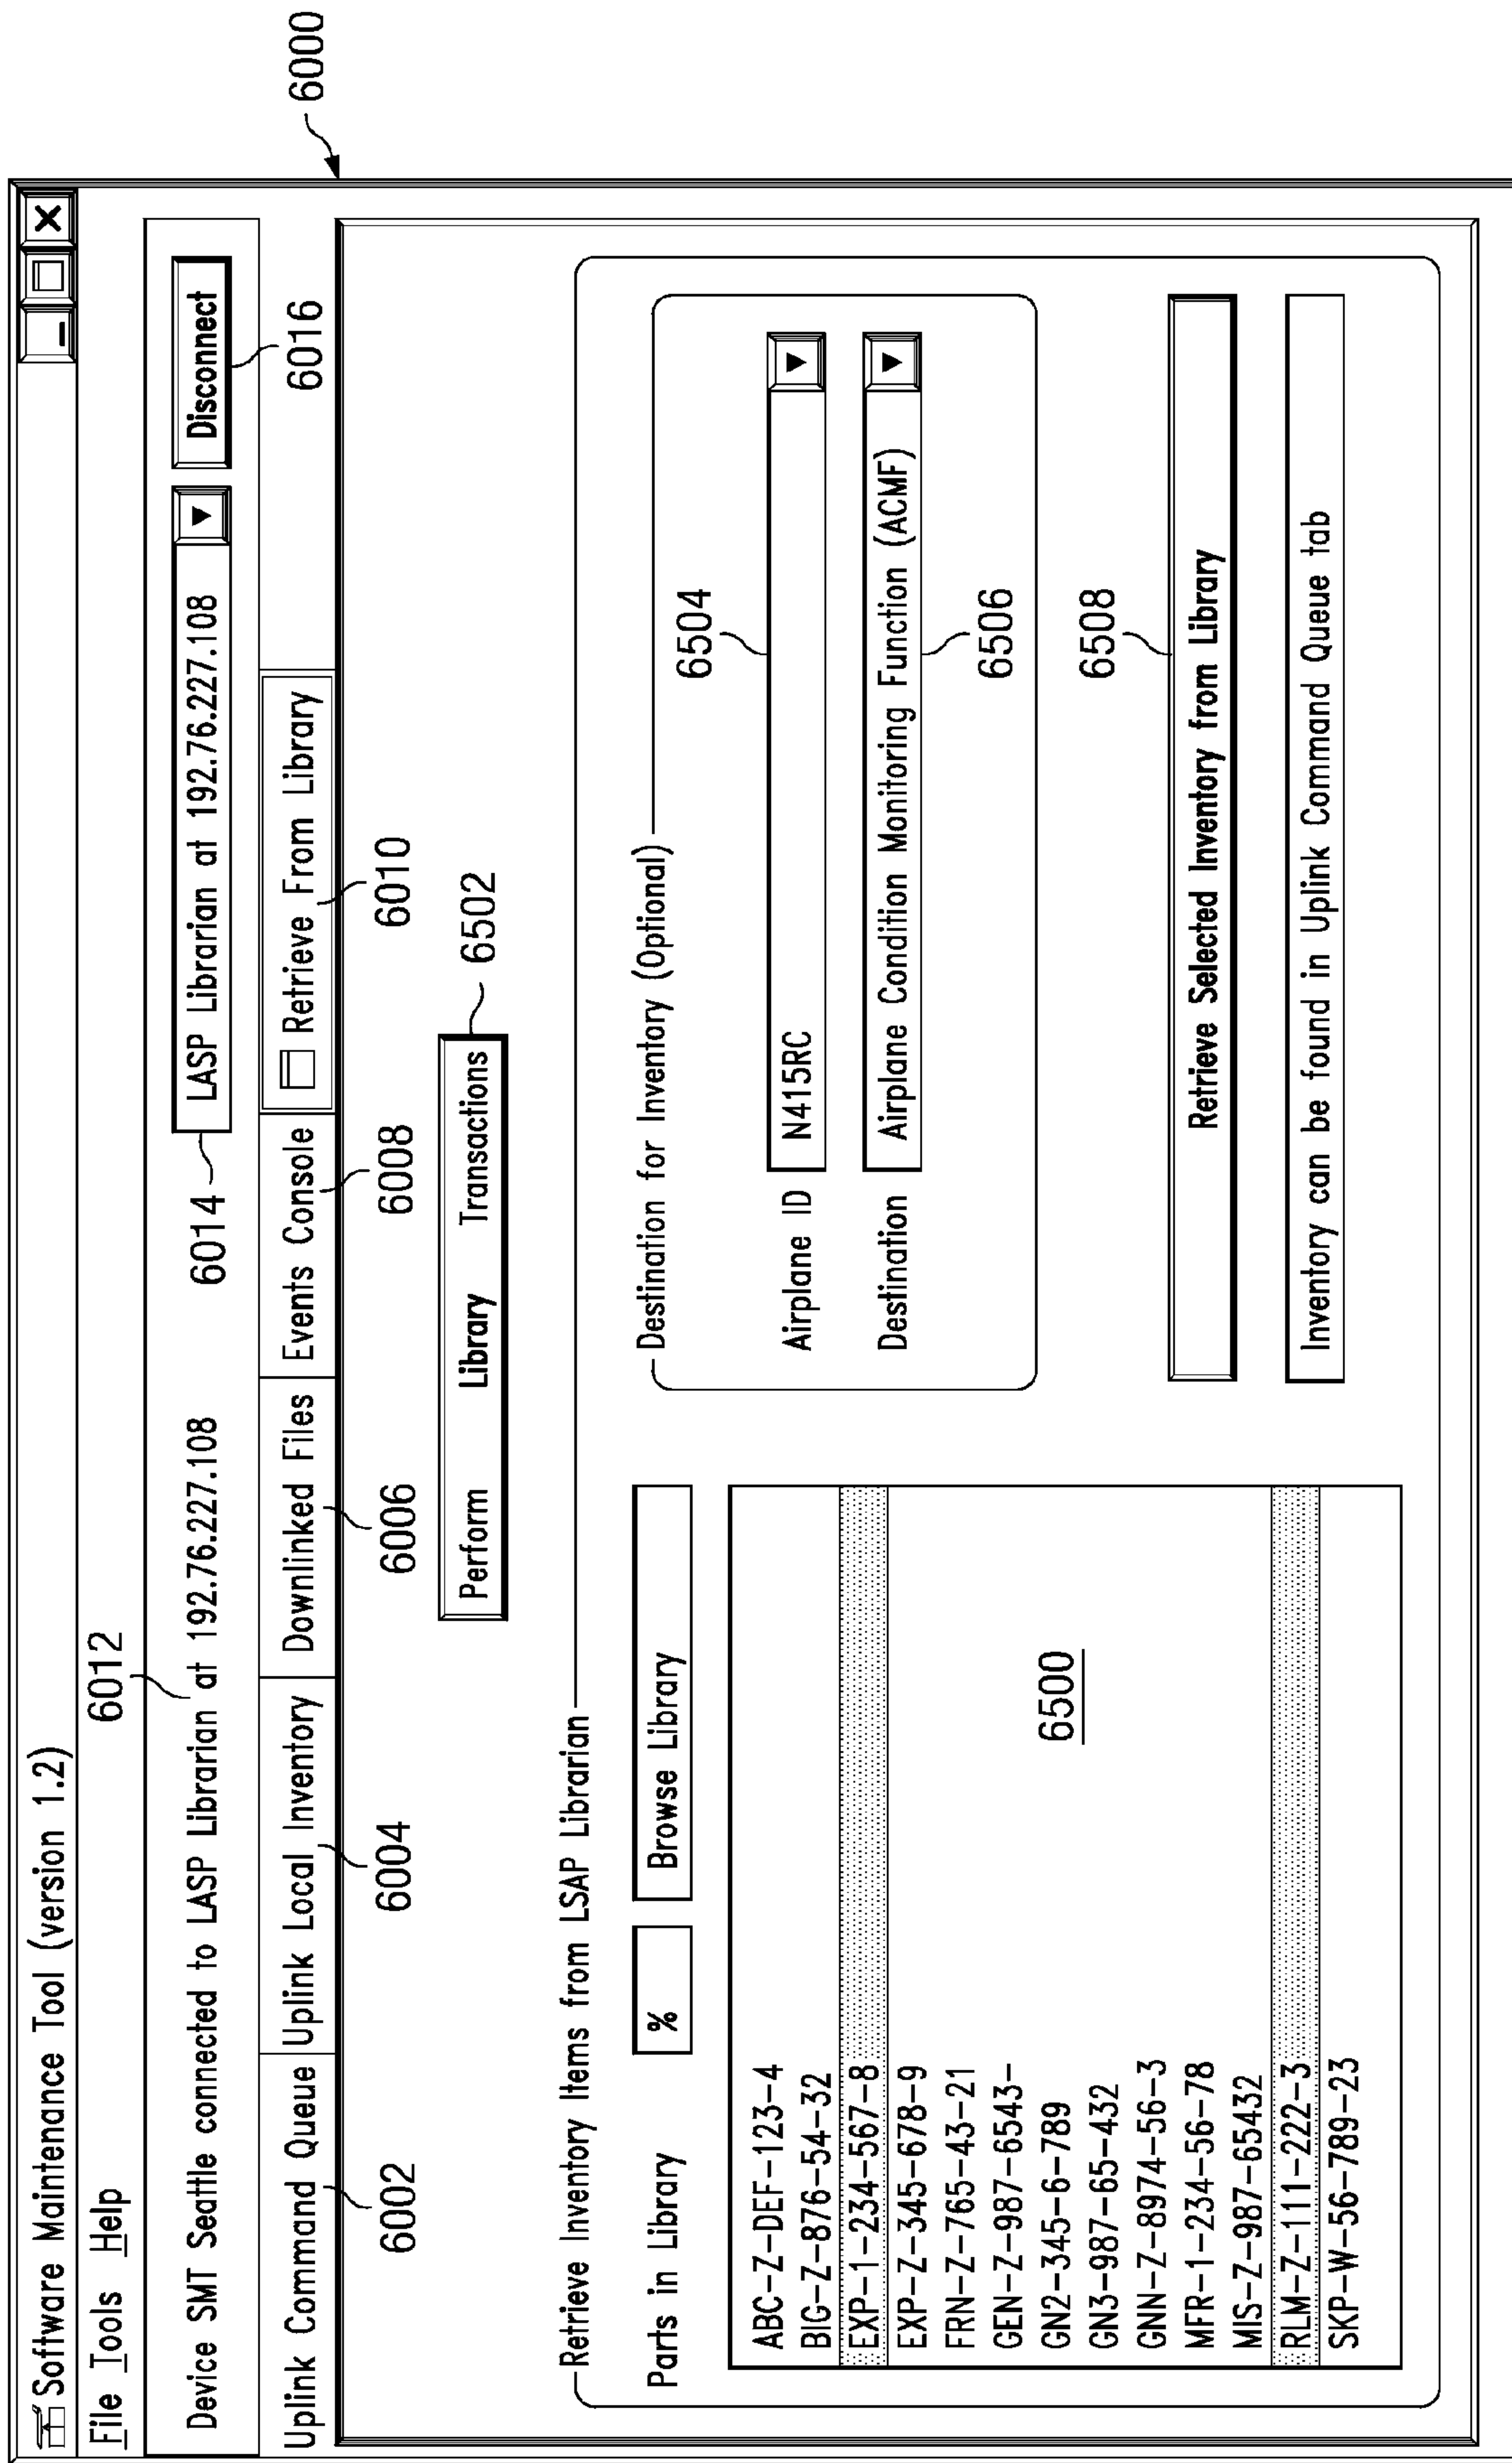 Software Maintenance Tool (version 1.2)
File Tools Help
6012
6000
Device SMT Seattle connected to LASP Librarian at 192.76.227.108
6014
LASP Librarian at 192.76.227.108
Disconnect
6016
Uplink Command Queue
Uplink Local Inventory
Downlinked Files
Events Console
Retrieve From Library
6002
6004
6006
6008
6010
Perform Library Transactions
6502
Retrieve Inventory Items from LSAP Librarian
Parts in Library
%
Browse Library
ABC-Z-DEF-123-4
BIG-Z-876-54-32
EXP-1-234-567-8
EXP-Z-345-678-9
FRN-Z-765-43-21
GEN-Z-987-6543-
GN2-345-6-789
GN3-987-65-432
GNN-Z-8974-56-3
MFR-1-234-56-78
MIS-Z-987-65432
RLM-Z-111-222-3
SKP-W-56-789-23
6500
Destination for Inventory (Optional)
6504
Airplane ID
N415RC
Destination
Airplane Condition Monitoring Function (ACMF)
6506
6508
Retrieve Selected Inventory from Library
Inventory can be found in Uplink Command Queue tab